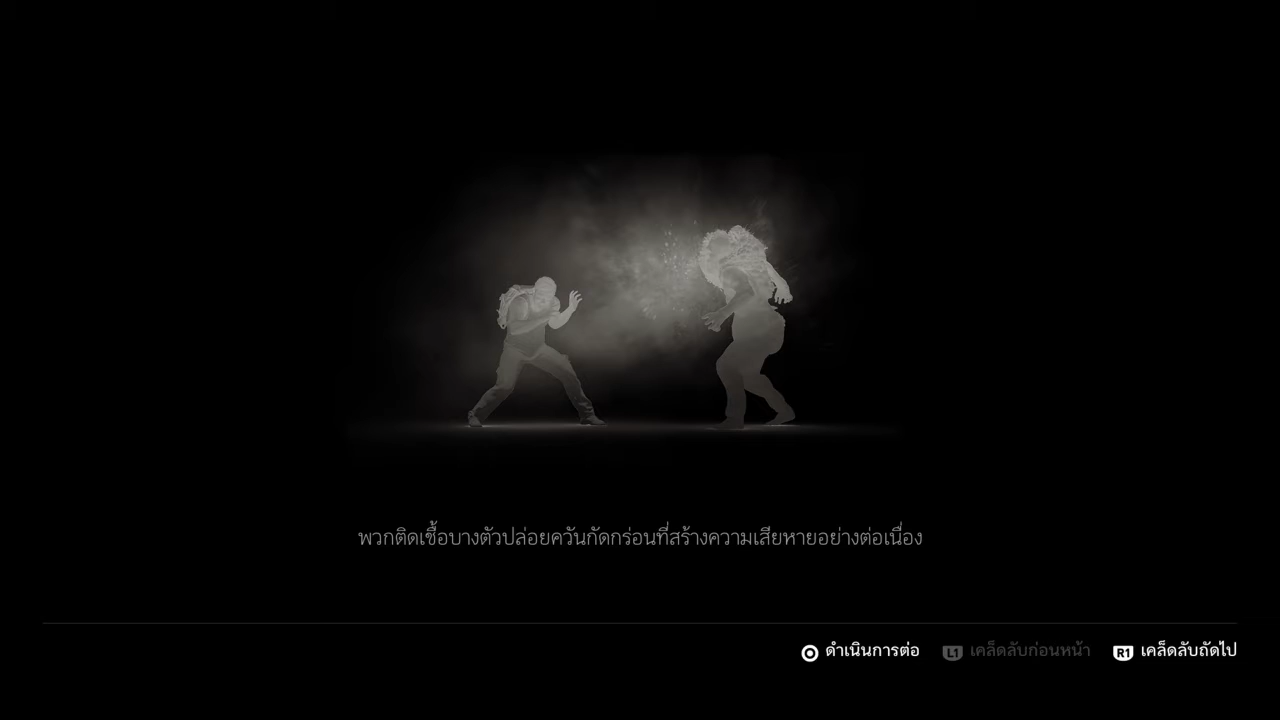 พวกติดเชื้อบางตัวปล่อยควันกัดกร่อนที่สร้างความเสียหายอย่างต่อเนื่อง
ดำเนินการต่อ L1 เคล็ดลับก่อนหน้า R1 เคล็ดลับถัดไป